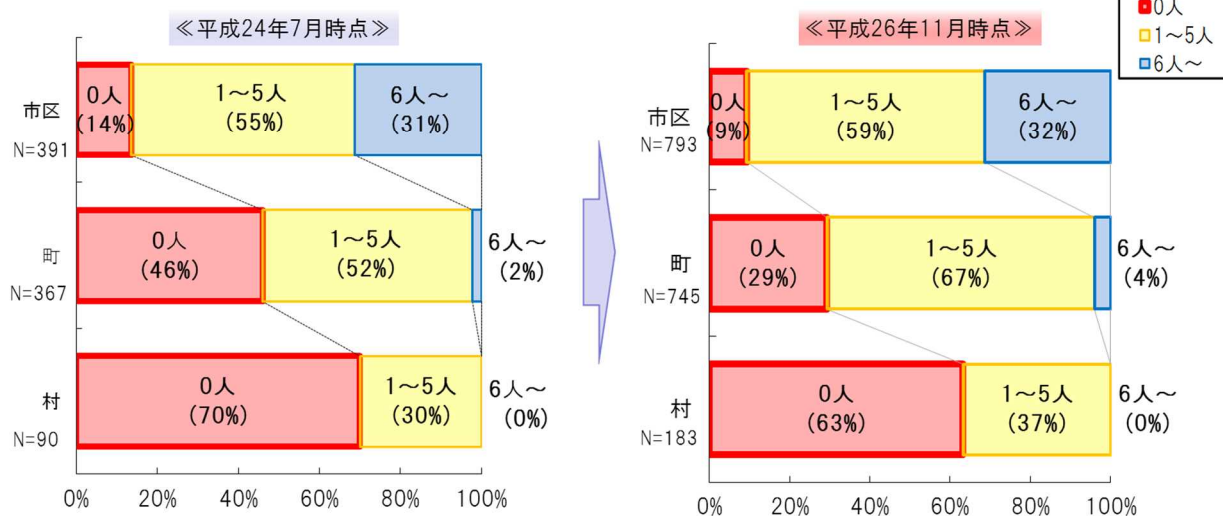 ≪平成24年7月時点≫
市区
N=391
0人
(14%)
1～5人
(55%)
6人～
(31%)
町
N=367
0人
(46%)
1～5人
(52%)
6人～
(2%)
村
N=90
0人
(70%)
1～5人
(30%)
6人～
(0%)
0% 20% 40% 60% 80% 100%
≪平成26年11月時点≫
0人
1～5人
6人～
市区
N=793
0人
(9%)
1～5人
(59%)
6人～
(32%)
町
N=745
0人
(29%)
1～5人
(67%)
6人～
(4%)
村
N=183
0人
(63%)
1～5人
(37%)
6人～
(0%)
0% 20% 40% 60% 80% 100%